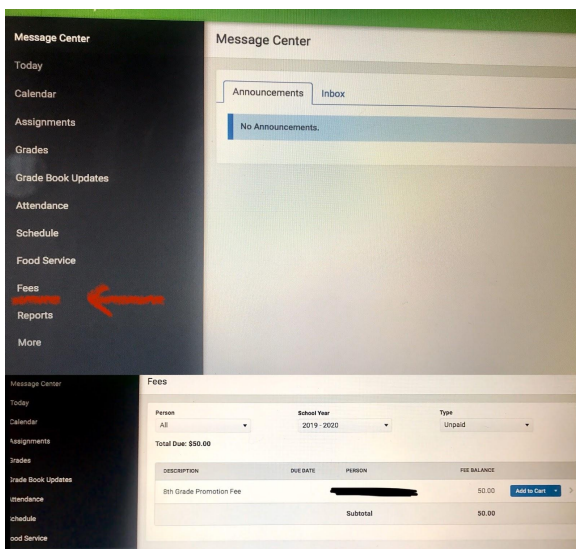 Message Center
Message Center
Today
Calendar
Assignments
Grades
Grade Book Updates
Attendance
Schedule
Food Service
Fees
Reports
More
Announcements Inbox
No Announcements.
Message Center
Today
Calendar
Assignments
Grades
Grade Book Updates
Attendance
Schedule
Food Service
Fees
Person School Year Type
All 2019 - 2020 Unpaid
Total Due: $50.00
DESCRIPTION DUE DATE PERSON FEE BALANCE
8th Grade Promotion Fee 50.00 Add to Cart
Subtotal 50.00